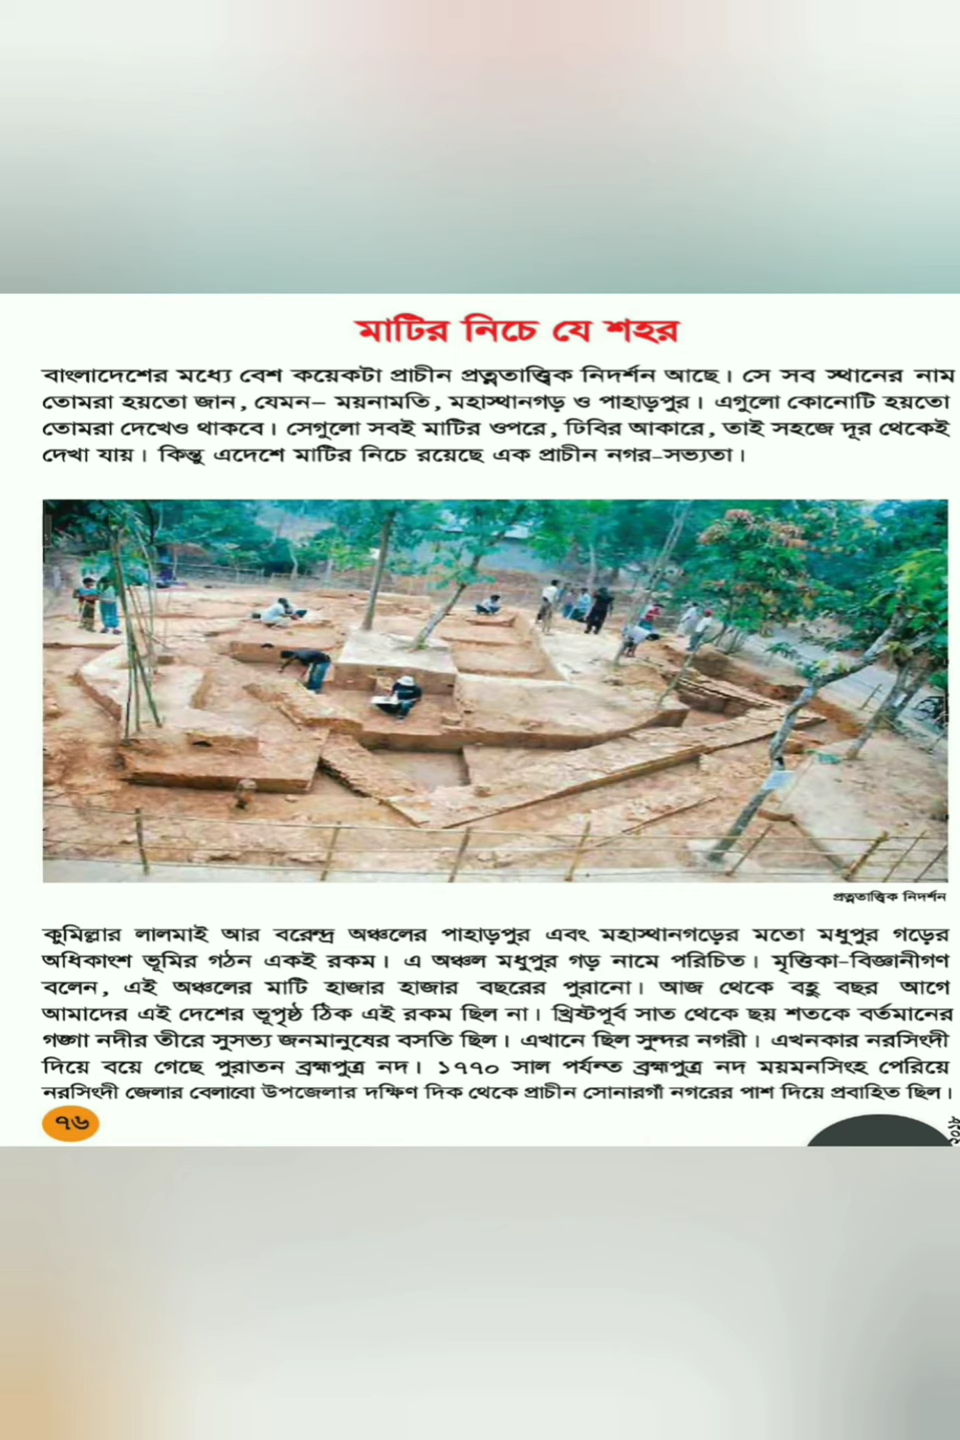 মাটির নিচে যে শহর
বাংলাদেশের মধ্যে বেশ কয়েকটা প্রাচীন প্রত্নতাত্ত্বিক নিদর্শন আছে। সে সব স্থানের নাম
তোমরা হয়তো জান, যেমন– ময়নামতি, মহাস্থানগড় ও পাহাড়পুর। এগুলো কোনোটি হয়তো
তোমরা দেখেও থাকবে। সেগুলো সবই মাটির ওপরে, ঢিবির আকারে, তাই সহজে দূর থেকেই
দেখা যায়। কিন্তু এদেশে মাটির নিচে রয়েছে এক প্রাচীন নগর-সভ্যতা।
প্রত্নতাত্ত্বিক নিদর্শন
কুমিল্লার লালমাই আর বরেন্দ্র অঞ্চলের পাহাড়পুর এবং মহাস্থানগড়ের মতো মধুপুর গড়ের
অধিকাংশ ভূমির গঠন একই রকম। এ অঞ্চল মধুপুর গড় নামে পরিচিত। মৃত্তিকা-বিজ্ঞানীগণ
বলেন, এই অঞ্চলের মাটি হাজার হাজার বছরের পুরানো। আজ থেকে বহু বছর আগে
আমাদের এই দেশের ভূপৃষ্ঠ ঠিক এই রকম ছিল না। খ্রিষ্টপূর্ব সাত থেকে ছয় শতকে বর্তমানের
গঙ্গা নদীর তীরে সুসভ্য জনমানুষের বসতি ছিল। এখানে ছিল সুন্দর নগরী। এখনকার নরসিংদী
দিয়ে বয়ে গেছে পুরাতন ব্রহ্মপুত্র নদ। ১৭৭০ সাল পর্যন্ত ব্রহ্মপুত্র নদ ময়মনসিংহ পেরিয়ে
নরসিংদী জেলার বেলাবো উপজেলার দক্ষিণ দিক থেকে প্রাচীন সোনারগাঁ নগরের পাশ দিয়ে প্রবাহিত ছিল।
৭৬
২০১৮